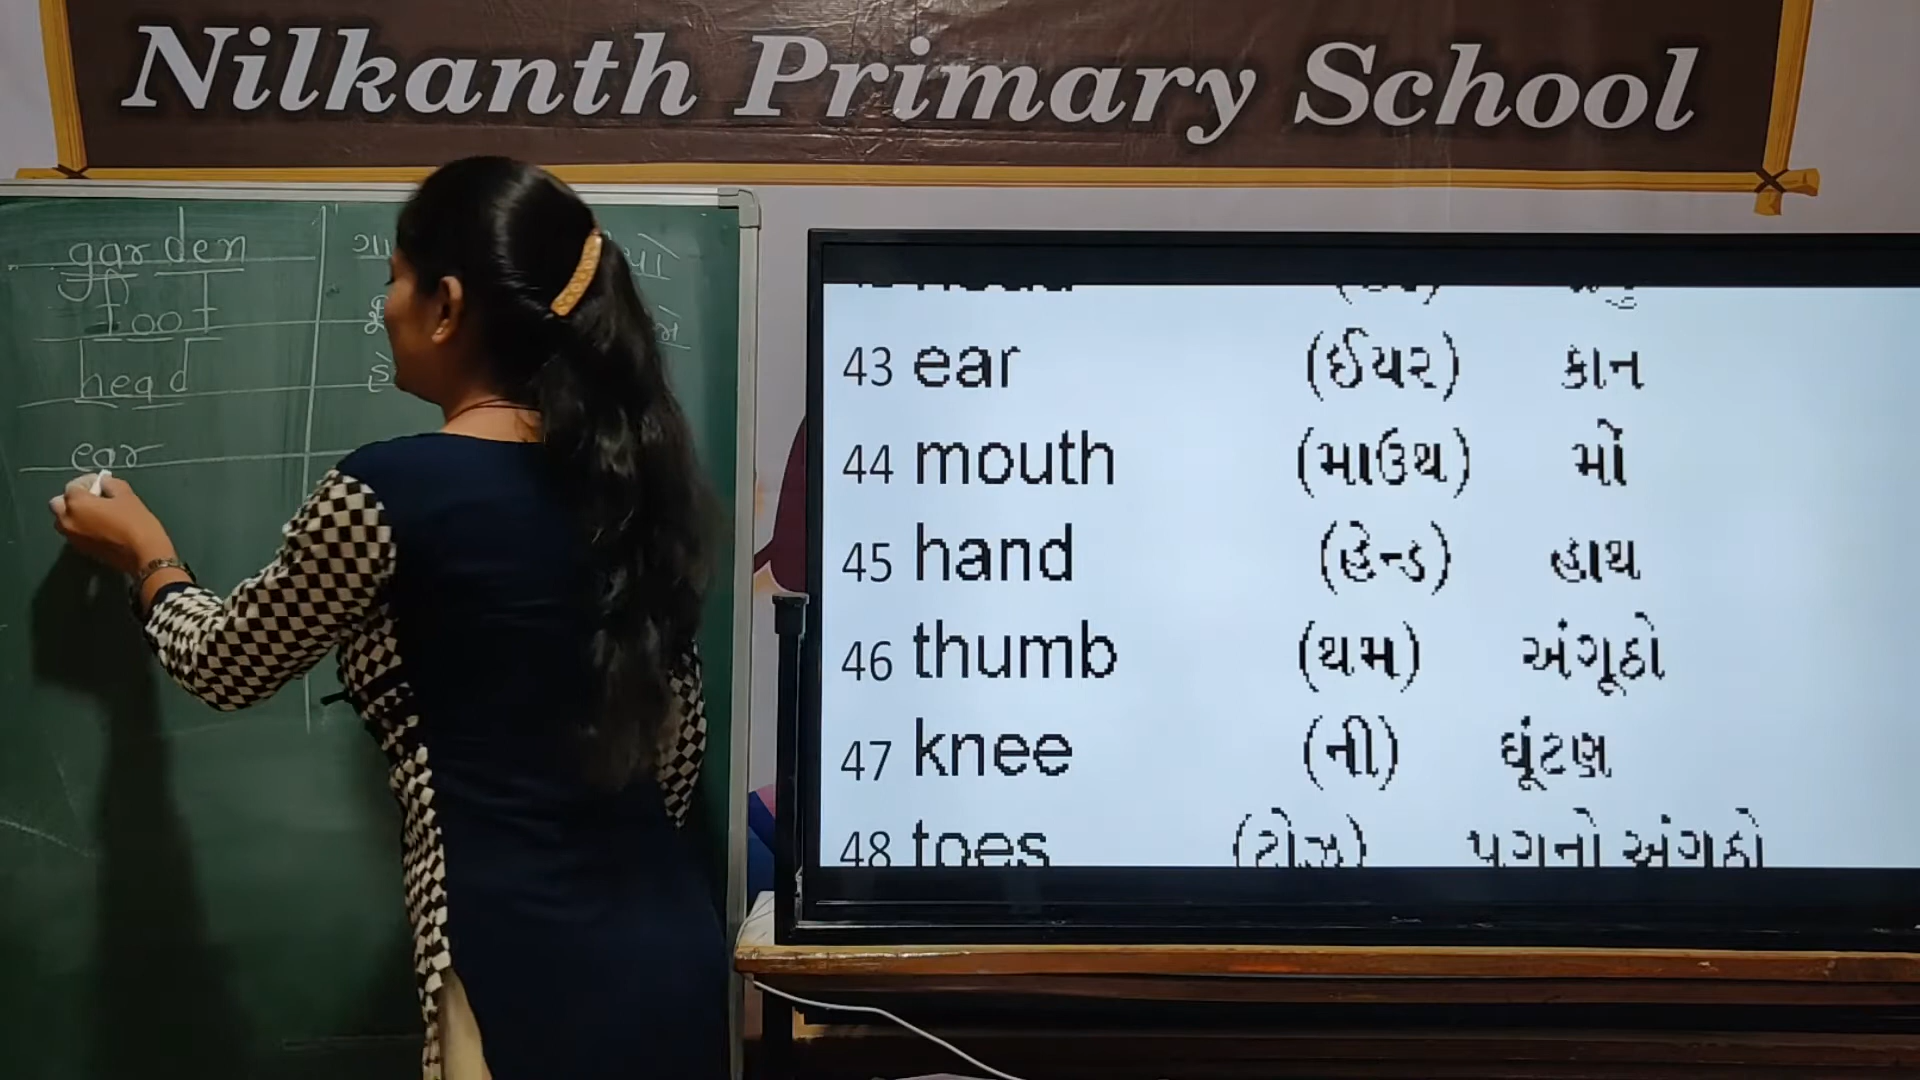 Nilkanth Primary School
garden
foot
head
ear
43 ear (ઈયર) કાન
44 mouth (માઉથ) મોં
45 hand (હેન્ડ) હાથ
46 thumb (થમ) અંગૂઠો
47 knee (ની) ઘૂંટણ
48 toes (ટોઝ) પગનો અંગૂઠો